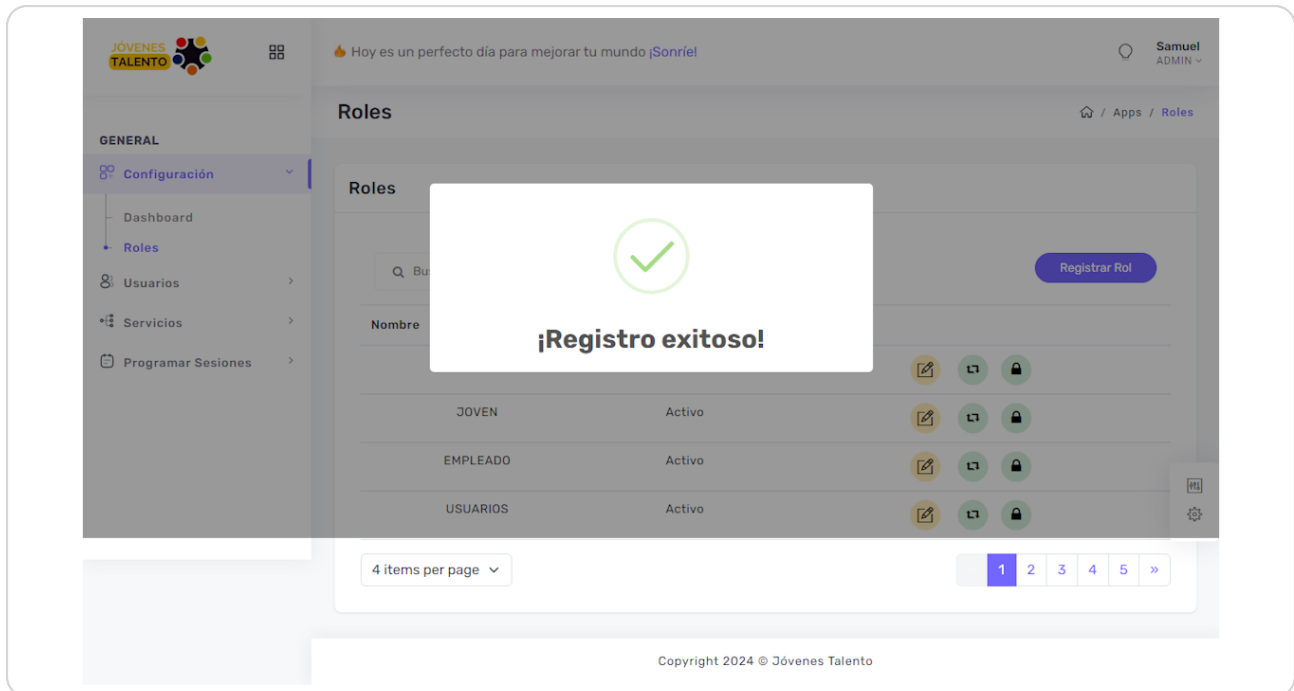 JÓVENES
TALENTO
🔥 Hoy es un perfecto día para mejorar tu mundo ¡Sonríe!
Samuel
ADMIN
Roles
/ Apps / Roles
GENERAL
Configuración
Dashboard
Roles
Usuarios
Servicios
Programar Sesiones
Roles
Bu
Registrar Rol
Nombre
¡Registro exitoso!
JOVEN Activo
EMPLEADO Activo
USUARIOS Activo
4 items per page
1 2 3 4 5 »
Copyright 2024 © Jóvenes Talento